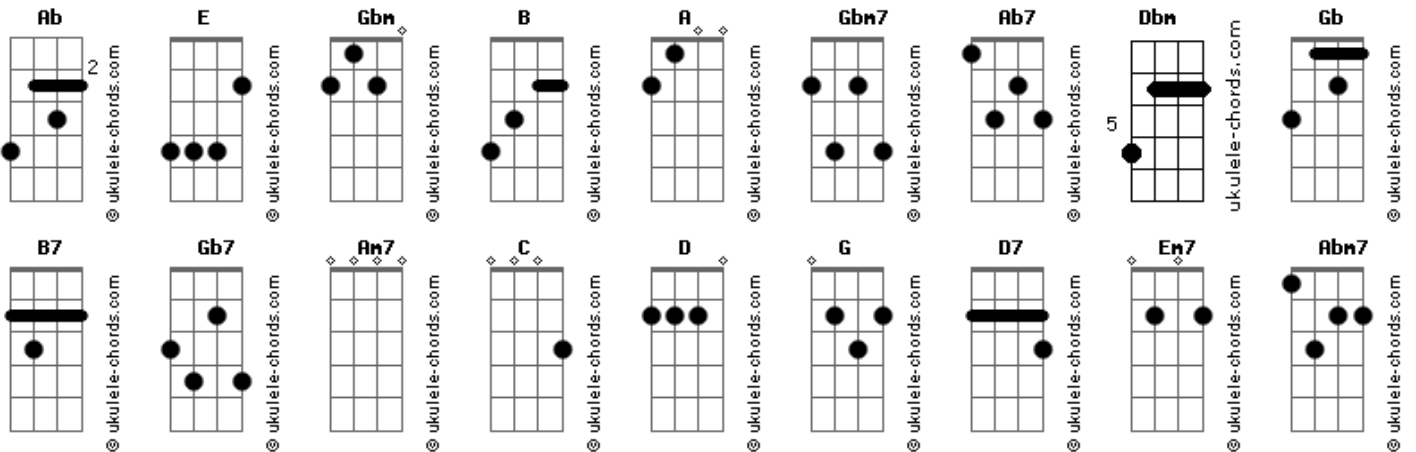 Ab E Gbm B A Gbm7 Ab7 Dbm Gb
2
5
© ukulele-chords.com © ukulele-chords.com © ukulele-chords.com © ukulele-chords.com © ukulele-chords.com © ukulele-chords.com © ukulele-chords.com ukulele-chords.com © ukulele-chords.com
B7 Gb7 Am7 C D G D7 Em7 Abm7
© ukulele-chords.com © ukulele-chords.com © ukulele-chords.com © ukulele-chords.com © ukulele-chords.com © ukulele-chords.com © ukulele-chords.com © ukulele-chords.com © ukulele-chords.com